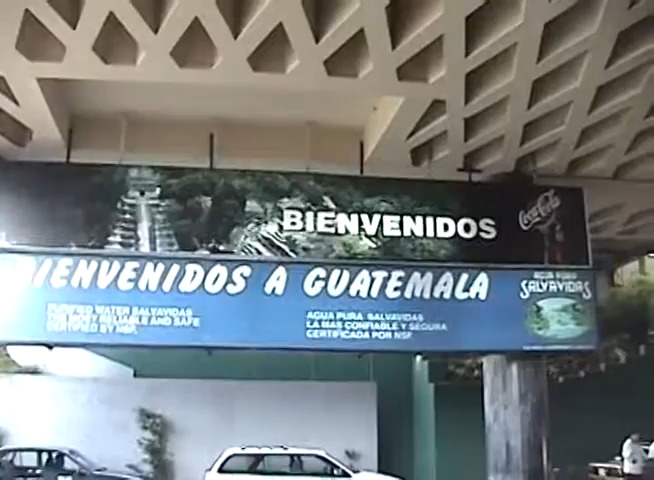 BIENVENIDOS
Coca-Cola
BIENVENIDOS A GUATEMALA
AGUA PURA
SALVAVIDAS
PURIFIED WATER SALVAVIDAS
THE MOST RELIABLE AND SAFE
CERTIFIED BY NSF.
AGUA PURA SALVAVIDAS
LA MAS CONFIABLE Y SEGURA
CERTIFICADA POR NSF.